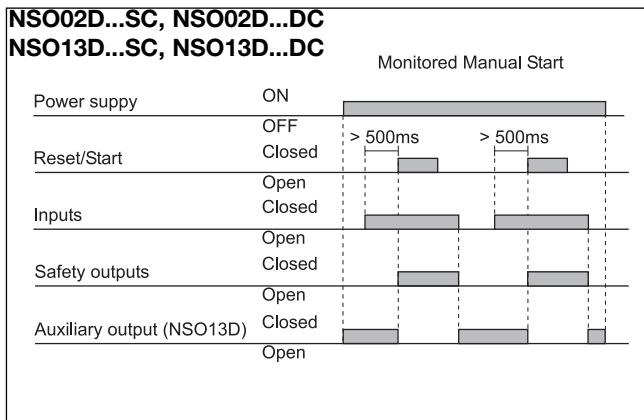 NSO02D...SC, NSO02D...DC
NSO13D...SC, NSO13D...DC
Monitored Manual Start
Power suppy ON
OFF
> 500ms > 500ms
Reset/Start Closed
Open
Inputs Closed
Open
Safety outputs Closed
Open
Auxiliary output (NSO13D) Closed
Open